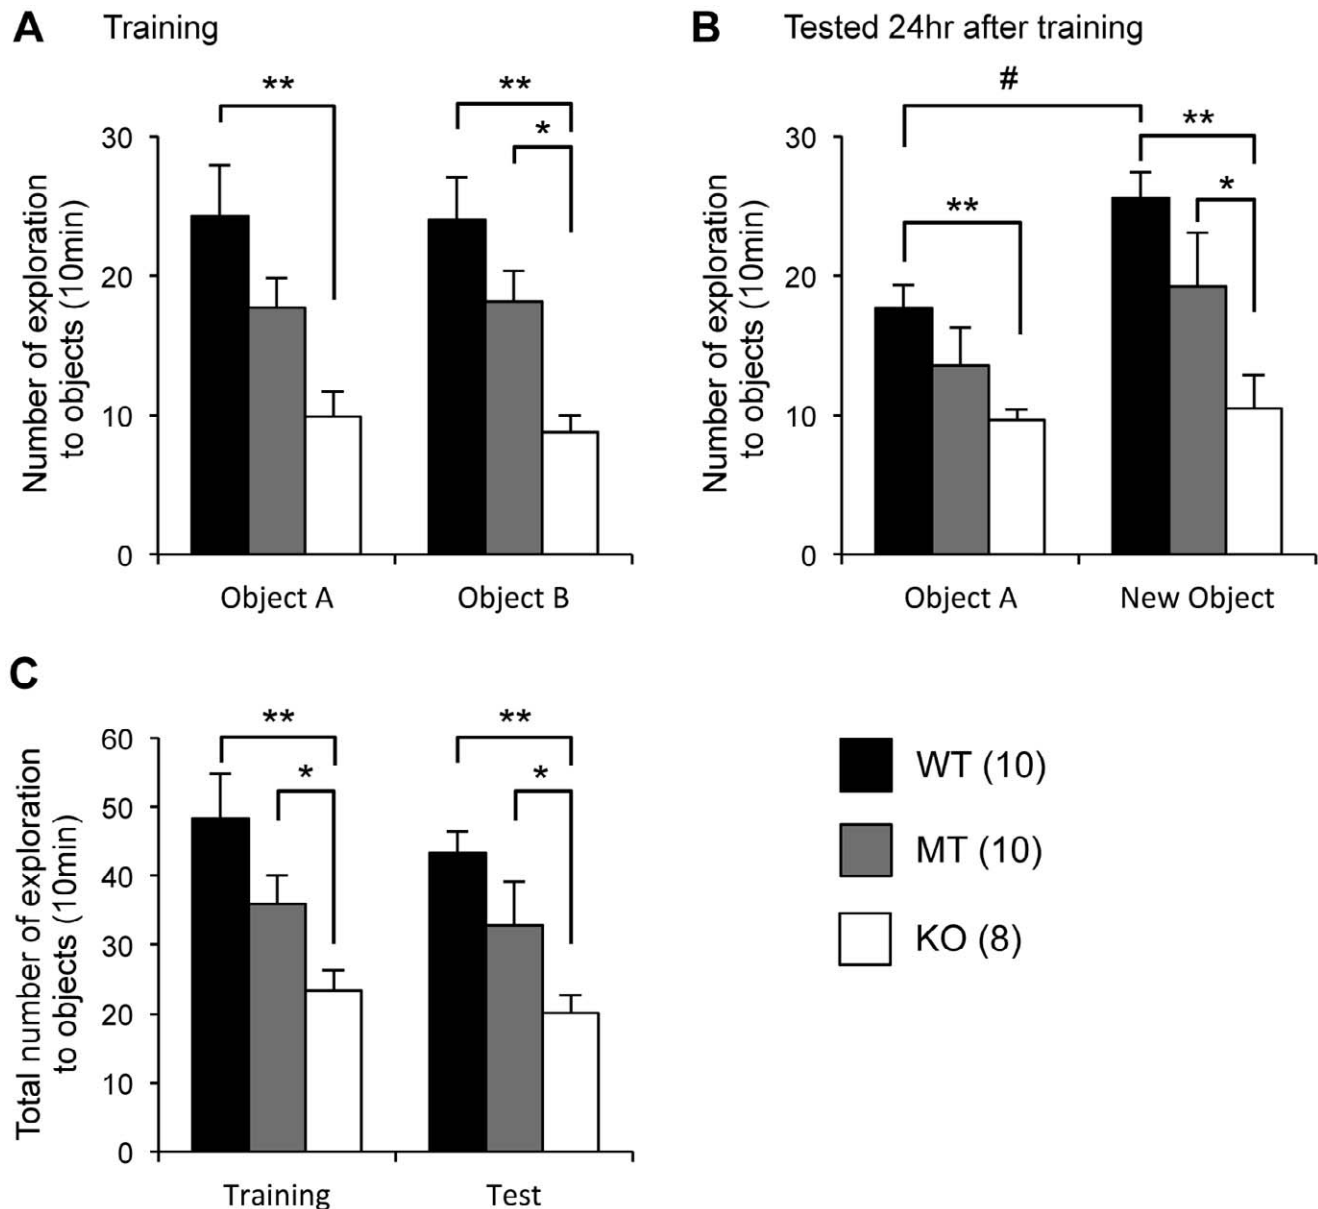 A Training
**
**
*
30
20
10
0
Number of exploration
to objects (10min)
Object A
Object B
B Tested 24hr after training
#
**
**
*
30
20
10
0
Number of exploration
to objects (10min)
Object A
New Object
C
**
**
*
*
60
50
40
30
20
10
0
Total number of exploration
to objects (10min)
Training
Test
WT (10)
MT (10)
KO (8)